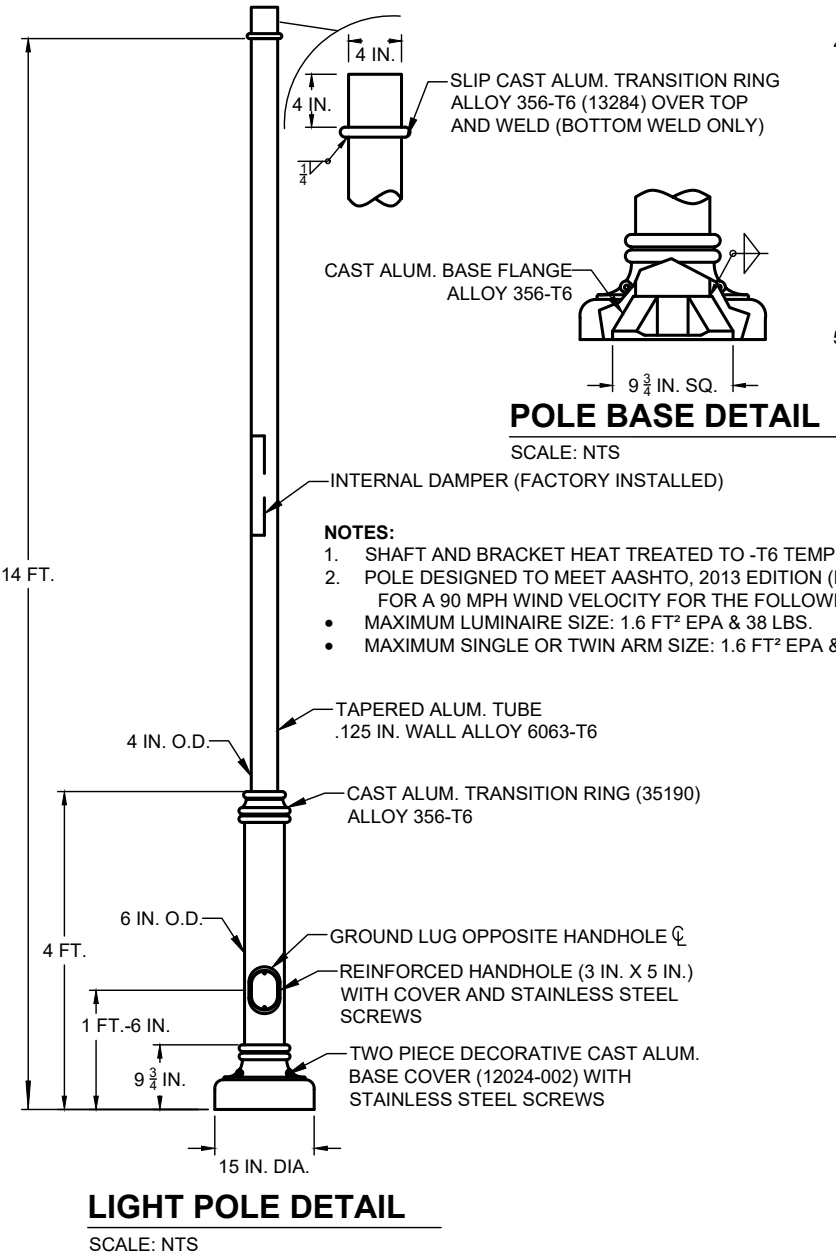 4 IN.
4 IN.
1/4
SLIP CAST ALUM. TRANSITION RING
ALLOY 356-T6 (13284) OVER TOP
AND WELD (BOTTOM WELD ONLY)
CAST ALUM. BASE FLANGE
ALLOY 356-T6
9 3/4 IN. SQ.
POLE BASE DETAIL
SCALE: NTS
INTERNAL DAMPER (FACTORY INSTALLED)
NOTES:
1. SHAFT AND BRACKET HEAT TREATED TO -T6 TEMP
2. POLE DESIGNED TO MEET AASHTO, 2013 EDITION (
FOR A 90 MPH WIND VELOCITY FOR THE FOLLOWI
• MAXIMUM LUMINAIRE SIZE: 1.6 FT² EPA & 38 LBS.
• MAXIMUM SINGLE OR TWIN ARM SIZE: 1.6 FT² EPA &
14 FT.
TAPERED ALUM. TUBE
.125 IN. WALL ALLOY 6063-T6
4 IN. O.D.
CAST ALUM. TRANSITION RING (35190)
ALLOY 356-T6
6 IN. O.D.
4 FT.
GROUND LUG OPPOSITE HANDHOLE ℄
REINFORCED HANDHOLE (3 IN. X 5 IN.)
WITH COVER AND STAINLESS STEEL
SCREWS
1 FT.-6 IN.
9 3/4 IN.
TWO PIECE DECORATIVE CAST ALUM.
BASE COVER (12024-002) WITH
STAINLESS STEEL SCREWS
15 IN. DIA.
LIGHT POLE DETAIL
SCALE: NTS